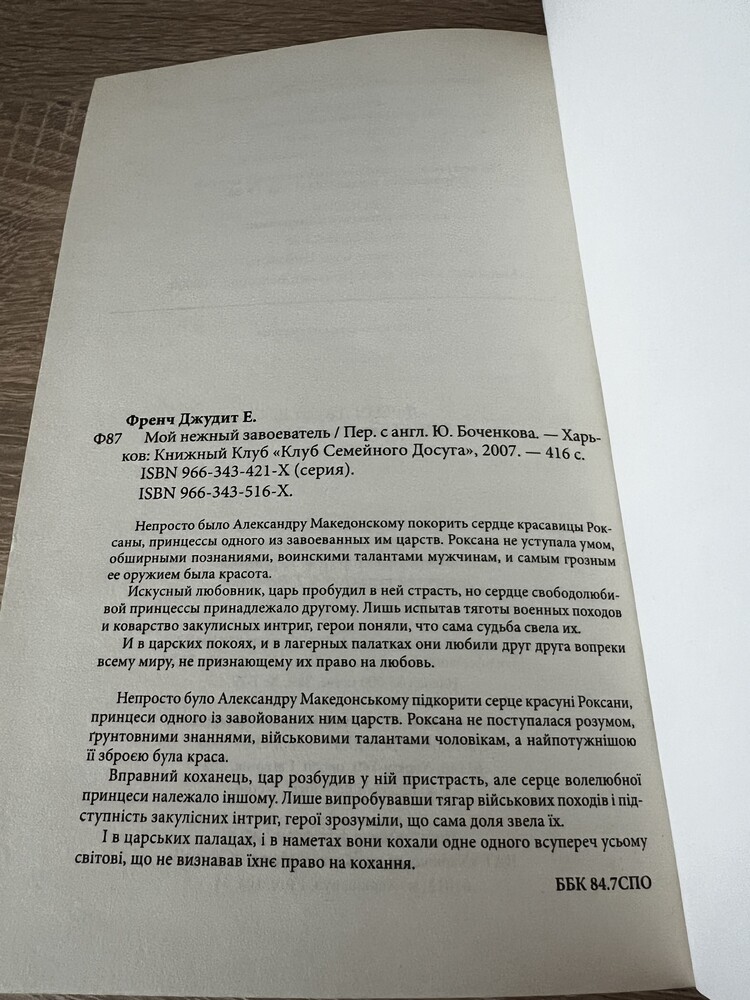 Френч Джудит Е.
Ф87 Мой нежный завоеватель / Пер. с англ. Ю. Боченкова. — Харь-
ков: Книжный Клуб «Клуб Семейного Досуга», 2007. — 416 с.
ISBN 966-343-421-X (серия).
ISBN 966-343-516-X.
Непросто было Александру Македонскому покорить сердце красавицы Рок-
саны, принцессы одного из завоеванных им царств. Роксана не уступала умом,
обширными познаниями, воинскими талантами мужчинам, и самым грозным
ее оружием была красота.
Искусный любовник, царь пробудил в ней страсть, но сердце свободолюби-
вой принцессы принадлежало другому. Лишь испытав тяготы военных походов
и коварство закулисных интриг, герои поняли, что сама судьба свела их.
И в царских покоях, и в лагерных палатках они любили друг друга вопреки
всему миру, не признающему их право на любовь.
Непросто було Александру Македонському підкорити серце красуні Роксани,
принцеси одного із завойованих ним царств. Роксана не поступалася розумом,
ґрунтовними знаннями, військовими талантами чоловікам, а найпотужнішою
її зброєю була краса.
Вправний коханець, цар розбудив у ній пристрасть, але серце волелюбної
принцеси належало іншому. Лише випробувавши тягар військових походів і під-
ступність закулісних інтриг, герої зрозуміли, що сама доля звела їх.
І в царських палацах, і в наметах вони кохали одне одного всупереч усьому
світові, що не визнавав їхнє право на кохання.
ББК 84.7СПО